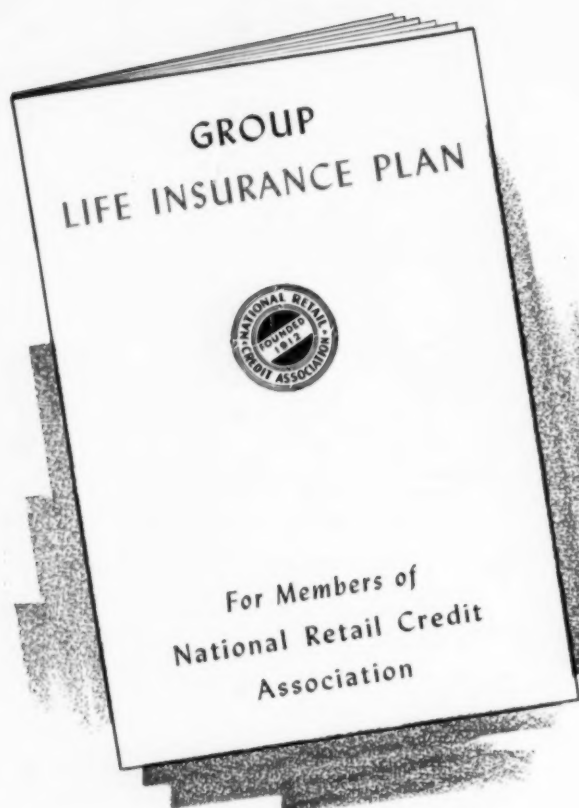 GROUP
LIFE INSURANCE PLAN
NATIONAL RETAIL
CREDIT ASSOCIATION
FOUNDED
1912
For Members of
National Retail Credit
Association